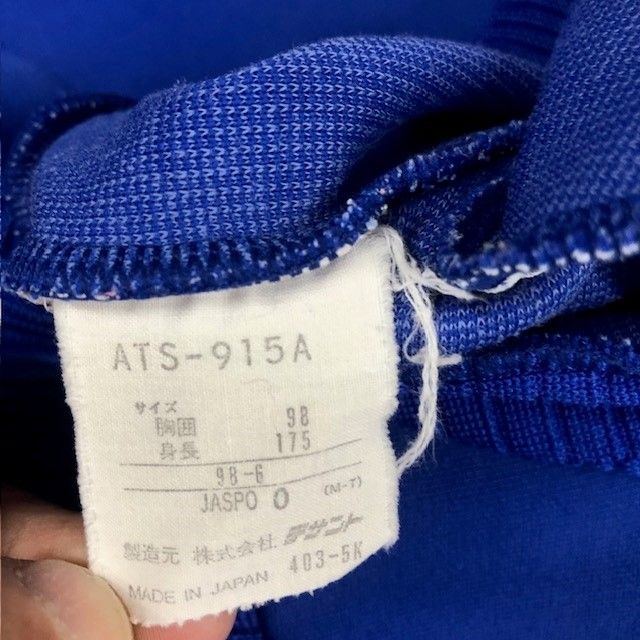 ATS-915A
サイズ
胸囲 98
身長 175
98-6
JASPO O (N-T)
製造元 株式会社 デサント
MADE IN JAPAN 403-5K